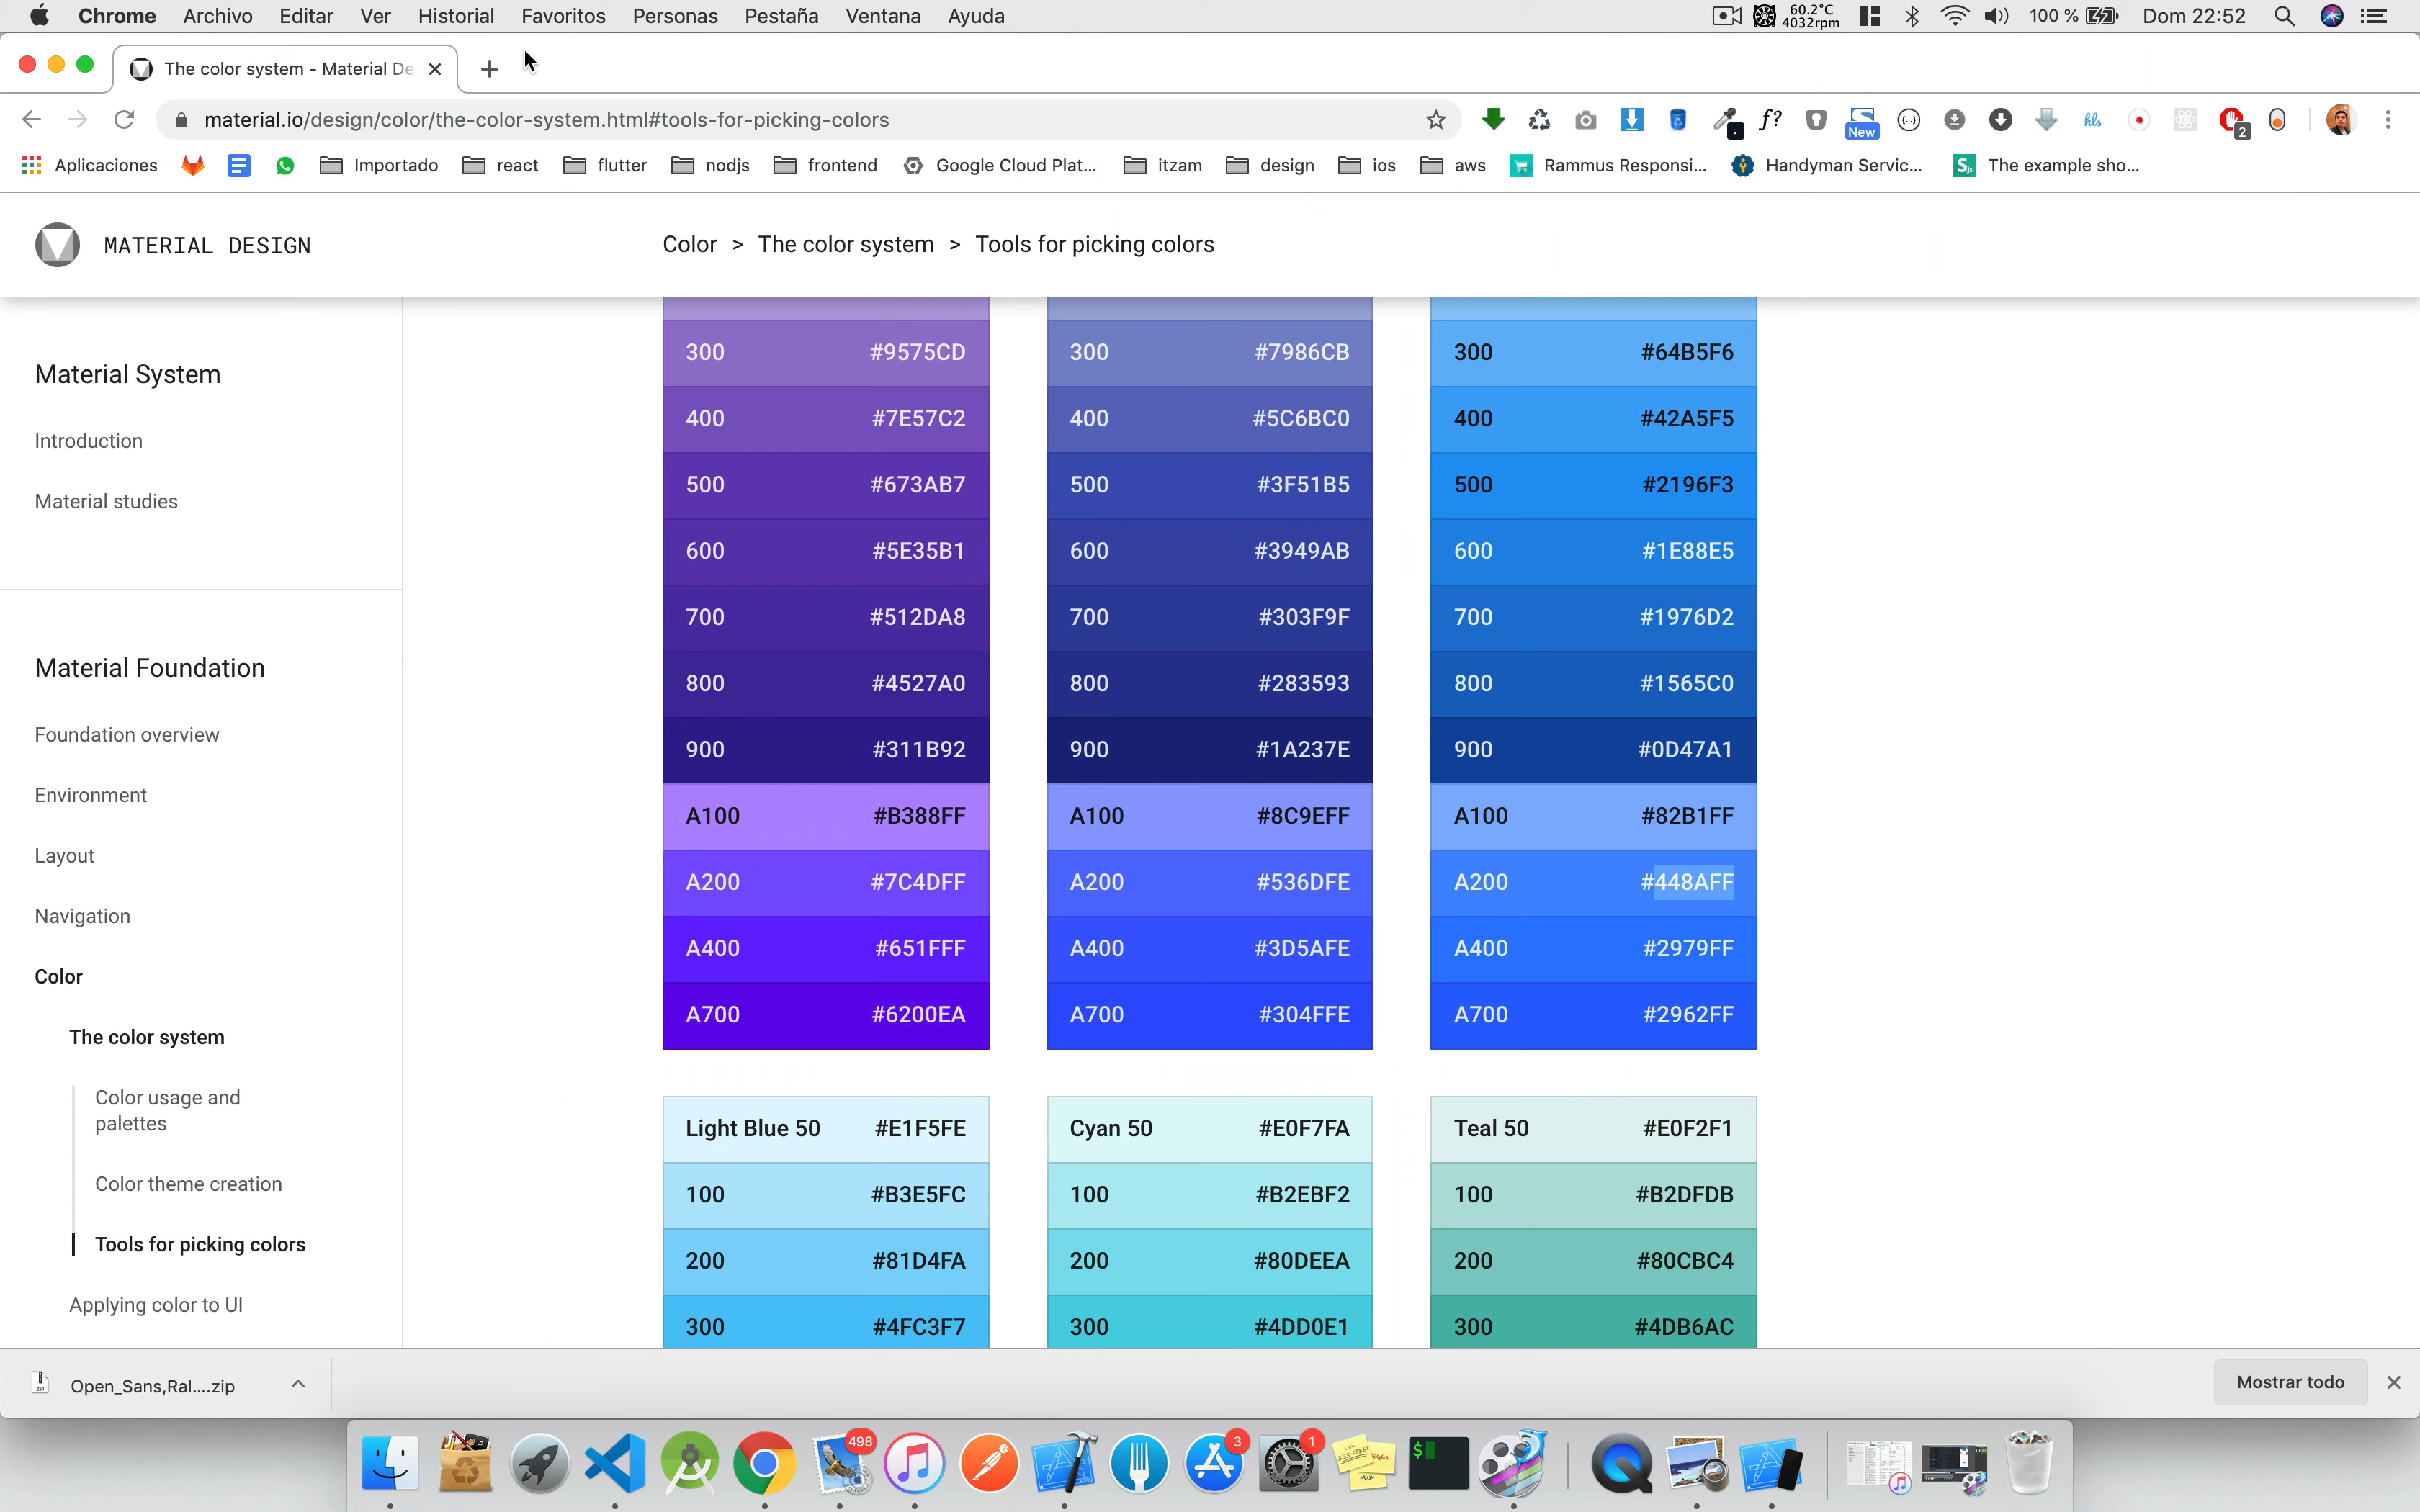 Chrome Archivo Editar Ver Historial Favoritos Personas Pestaña Ventana Ayuda 60.2°C 4032rpm 100 % Dom 22:52
The color system - Material De
material.io/design/color/the-color-system.html#tools-for-picking-colors f? New hls 2
Aplicaciones Importado react flutter nodjs frontend Google Cloud Plat... itzam design ios aws Rammus Responsi... Handyman Servic... The example sho...
MATERIAL DESIGN Color > The color system > Tools for picking colors
Material System
Introduction
Material studies
Material Foundation
Foundation overview
Environment
Layout
Navigation
Color
The color system
Color usage and
palettes
Color theme creation
Tools for picking colors
Applying color to UI
300 #9575CD
400 #7E57C2
500 #673AB7
600 #5E35B1
700 #512DA8
800 #4527A0
900 #311B92
A100 #B388FF
A200 #7C4DFF
A400 #651FFF
A700 #6200EA
300 #7986CB
400 #5C6BC0
500 #3F51B5
600 #3949AB
700 #303F9F
800 #283593
900 #1A237E
A100 #8C9EFF
A200 #536DFE
A400 #3D5AFE
A700 #304FFE
300 #64B5F6
400 #42A5F5
500 #2196F3
600 #1E88E5
700 #1976D2
800 #1565C0
900 #0D47A1
A100 #82B1FF
A200 #448AFF
A400 #2979FF
A700 #2962FF
Light Blue 50 #E1F5FE
100 #B3E5FC
200 #81D4FA
300 #4FC3F7
Cyan 50 #E0F7FA
100 #B2EBF2
200 #80DEEA
300 #4DD0E1
Teal 50 #E0F2F1
100 #B2DFDB
200 #80CBC4
300 #4DB6AC
Open_Sans,Ral....zip Mostrar todo
498 3 1 $